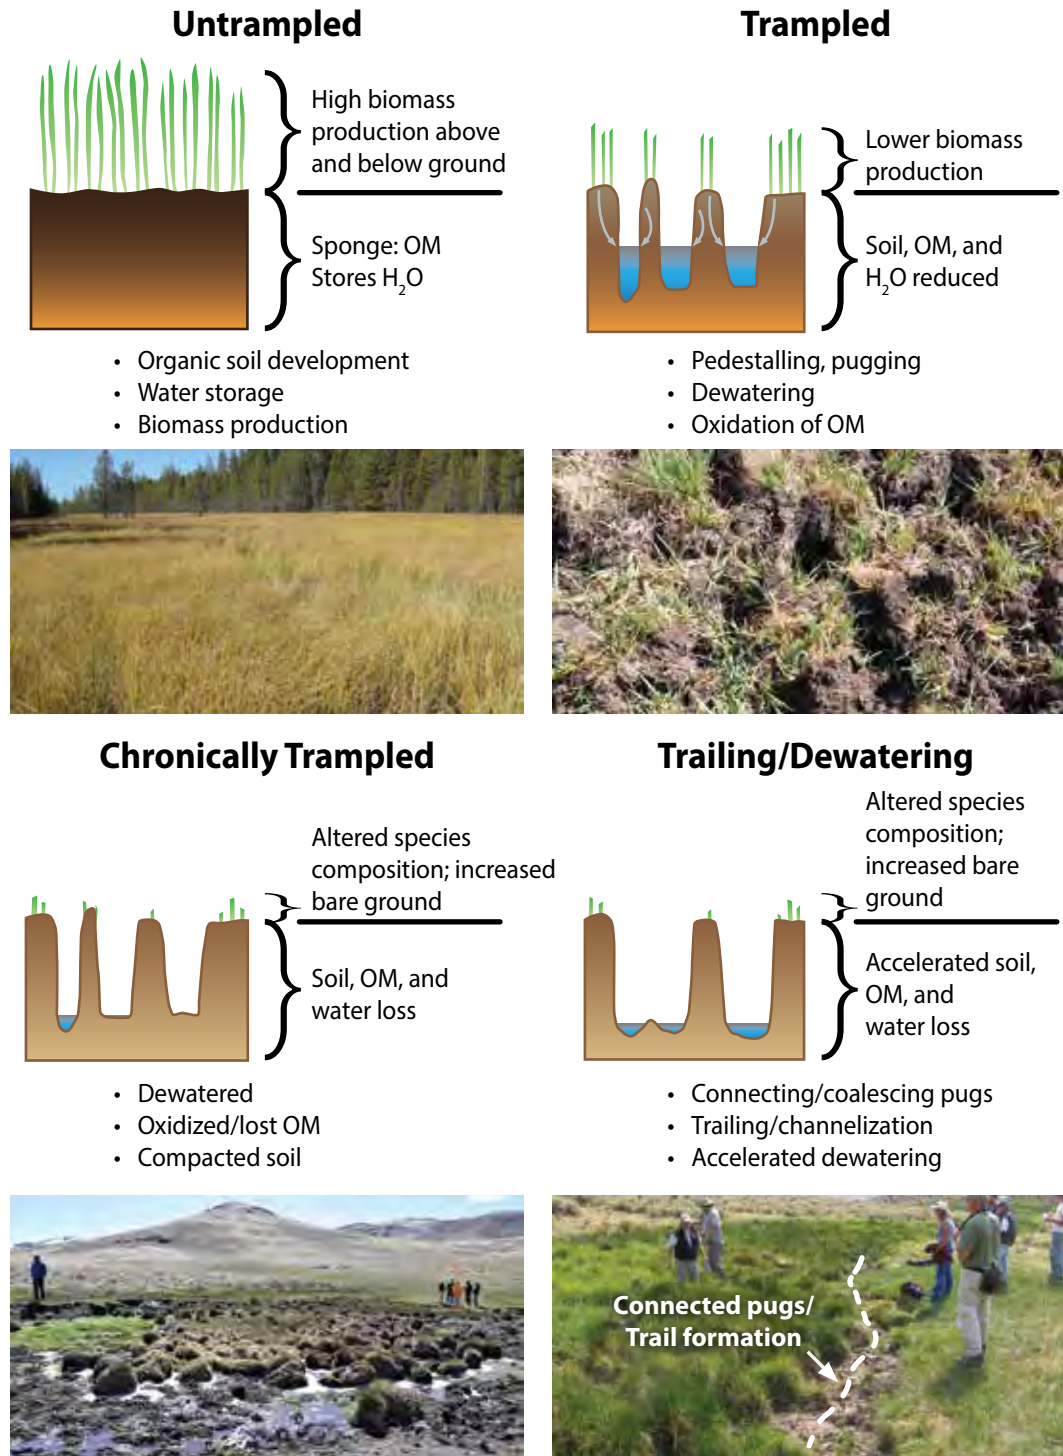 Untrampled
High biomass
production above
and below ground
Sponge: OM
Stores H₂O
• Organic soil development
• Water storage
• Biomass production
Trampled
Lower biomass
production
Soil, OM, and
H₂O reduced
• Pedestalling, pugging
• Dewatering
• Oxidation of OM
Chronically Trampled
Altered species
composition; increased
bare ground
Soil, OM, and
water loss
• Dewatered
• Oxidized/lost OM
• Compacted soil
Trailing/Dewatering
Altered species
composition;
increased bare
ground
Accelerated soil,
OM, and
water loss
• Connecting/coalescing pugs
• Trailing/channelization
• Accelerated dewatering
Connected pugs/
Trail formation